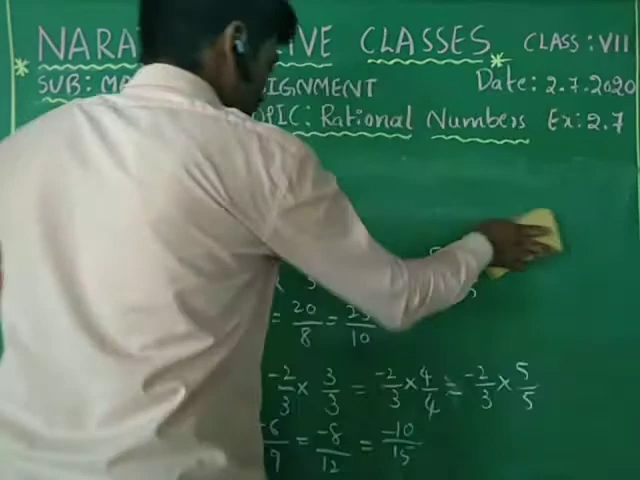 NARA IVE CLASSES CLASS: VII
SUB: MA IGNMENT Date: 2.7.2020
OPIC: Rational Numbers Ex: 2.7
= 20/8 = 25/10
-2/3 × 3/3 = -2/3 × 4/4 = -2/3 × 5/5
-6/9 = -8/12 = -10/15